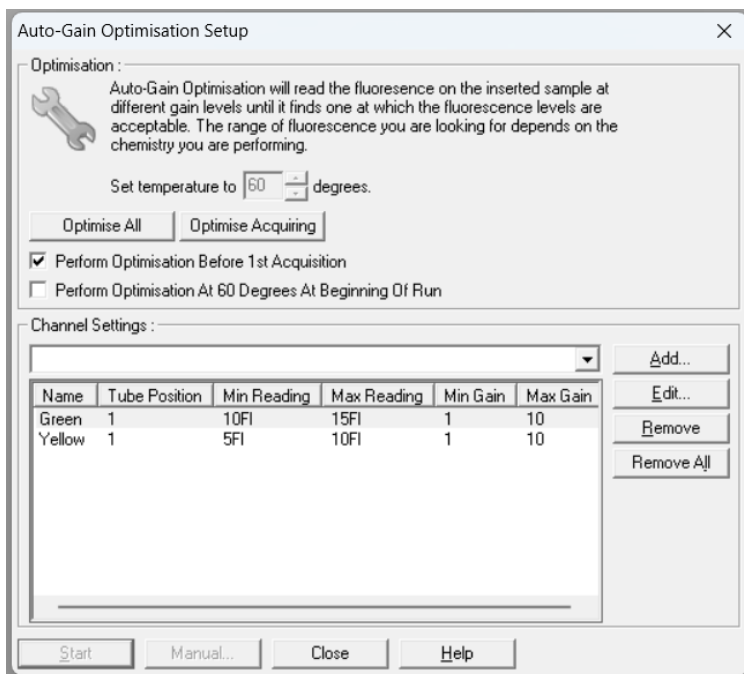 Auto-Gain Optimisation Setup
Optimisation :
Auto-Gain Optimisation will read the fluoresence on the inserted sample at
different gain levels until it finds one at which the fluorescence levels are
acceptable. The range of fluorescence you are looking for depends on the
chemistry you are performing.
Set temperature to 60 degrees.
Optimise All Optimise Acquiring
Perform Optimisation Before 1st Acquisition
Perform Optimisation At 60 Degrees At Beginning Of Run
Channel Settings :
Add...
Name Tube Position Min Reading Max Reading Min Gain Max Gain
Edit...
Green 1 10Fl 15Fl 1 10
Yellow 1 5Fl 10Fl 1 10
Remove
Remove All
Start Manual... Close Help